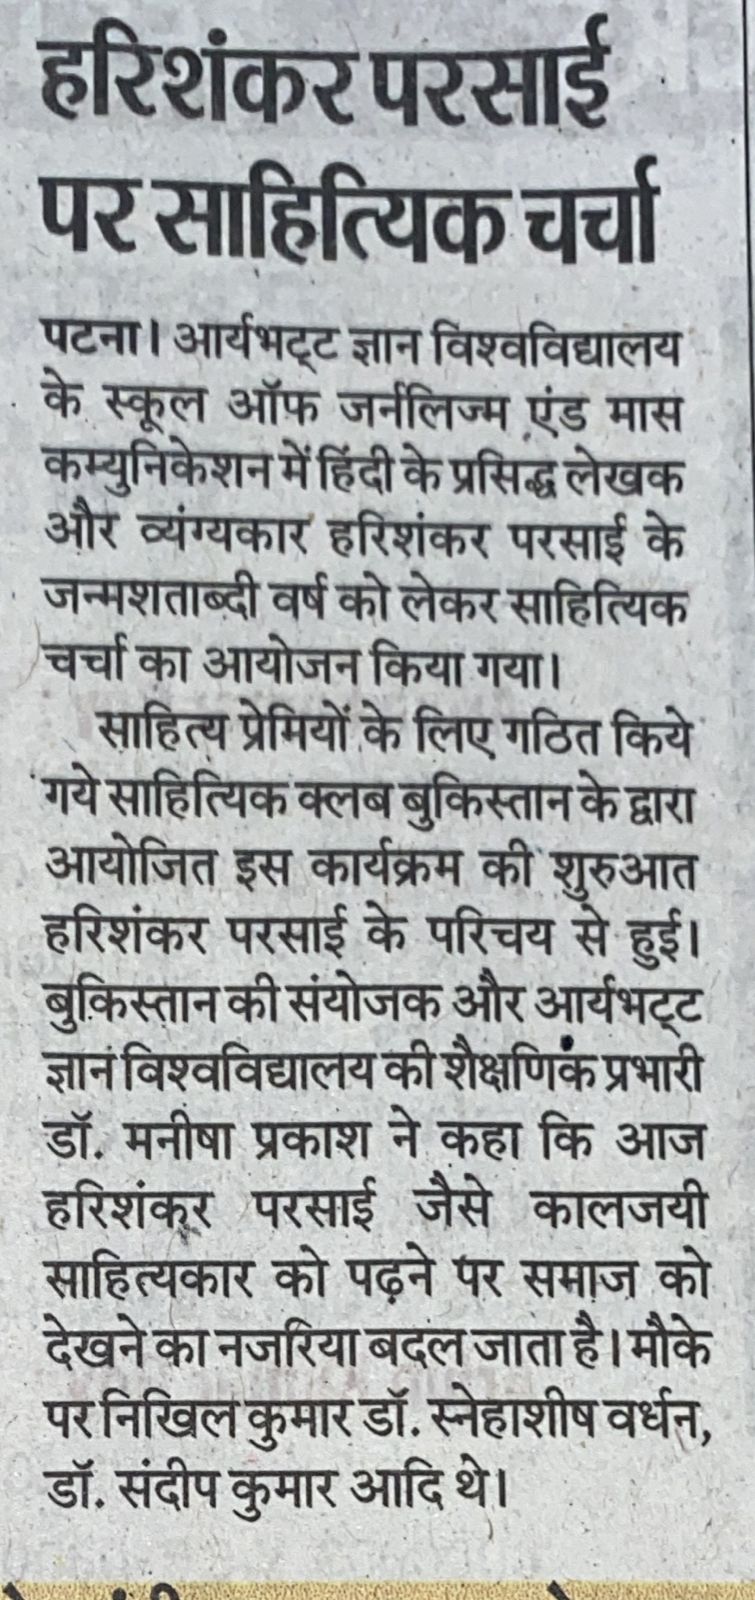 हरिशंकर परसाई
पर साहित्यिक चर्चा
पटना। आर्यभट्ट ज्ञान विश्वविद्यालय
के स्कूल ऑफ जर्नलिज्म एंड मास
कम्युनिकेशन में हिंदी के प्रसिद्ध लेखक
और व्यंग्यकार हरिशंकर परसाई के
जन्मशताब्दी वर्ष को लेकर साहित्यिक
चर्चा का आयोजन किया गया।
साहित्य प्रेमियों के लिए गठित किये
गये साहित्यिक क्लब बुकिस्तान के द्वारा
आयोजित इस कार्यक्रम की शुरुआत
हरिशंकर परसाई के परिचय से हुई।
बुकिस्तान की संयोजक और आर्यभट्ट
ज्ञान विश्वविद्यालय की शैक्षणिक प्रभारी
डॉ. मनीषा प्रकाश ने कहा कि आज
हरिशंकर परसाई जैसे कालजयी
साहित्यकार को पढ़ने पर समाज को
देखने का नजरिया बदल जाता है। मौके
पर निखिल कुमार डॉ. स्नेहाशीष वर्धन,
डॉ. संदीप कुमार आदि थे।